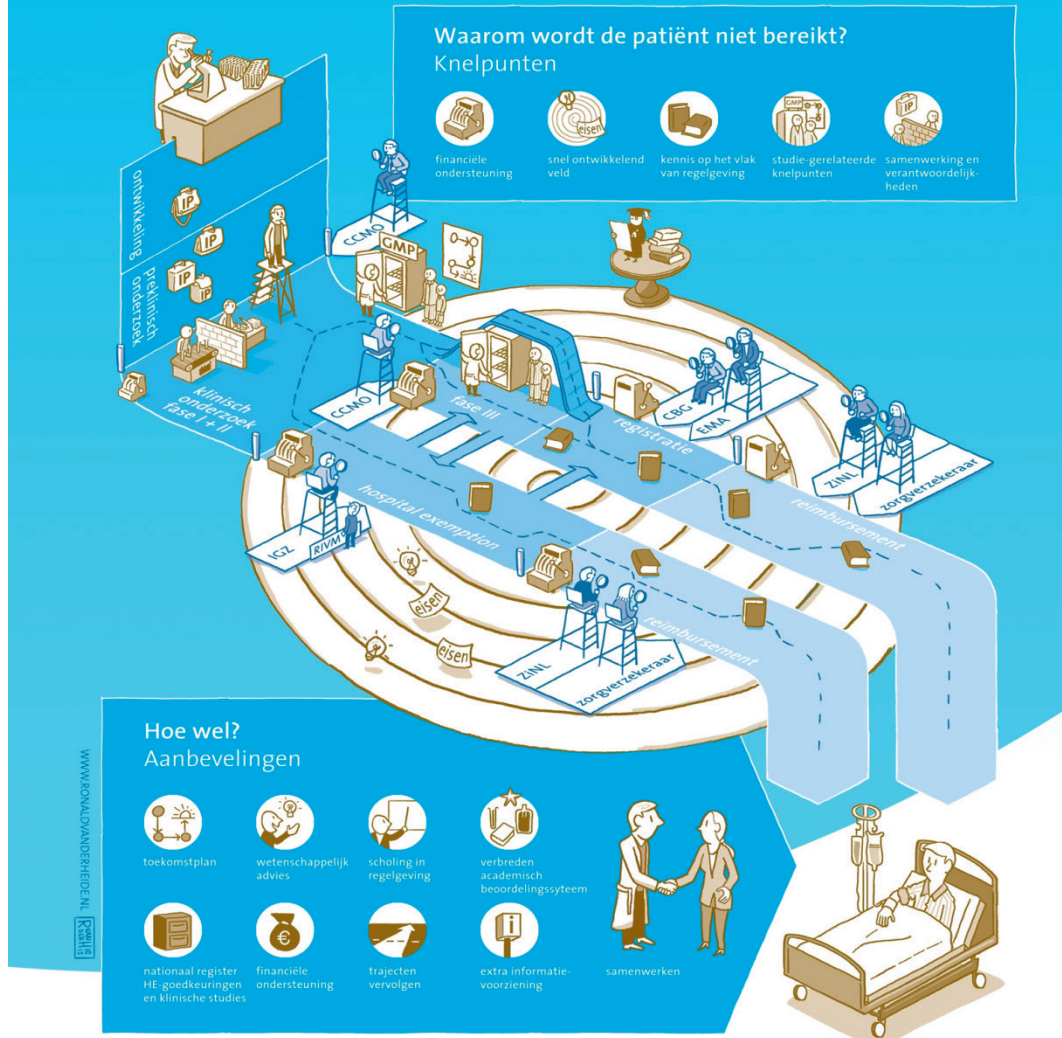 Waarom wordt de patiënt niet bereikt?
Knelpunten
GMP
eisen
IP
financiële
ondersteuning
snel ontwikkelend
veld
kennis op het vlak
van regelgeving
studie-gerelateerde
knelpunten
samenwerking en
verantwoordelijk-
heden
ontwikkeling
preklinisch
onderzoek
IP
IP
IP
IP
CCMO
GMP
klinisch
onderzoek
fase I + II
CCMO
fase III
registratie
CBG
EMA
ZiNL
zorgverzekeraar
reimbursement
hospital exemption
IGZ
RIVM
eisen
eisen
reimbursement
ZiNL
zorgverzekeraar
Hoe wel?
Aanbevelingen
toekomstplan
wetenschappelijk
advies
scholing in
regelgeving
verbreden
academisch
beoordelingssyteem
nationaal register
HE-goedkeuringen
en klinische studies
€
financiële
ondersteuning
trajecten
vervolgen
i
extra informatie-
voorziening
samenwerken
WWW.RONALDVANDERHEIDE.NL